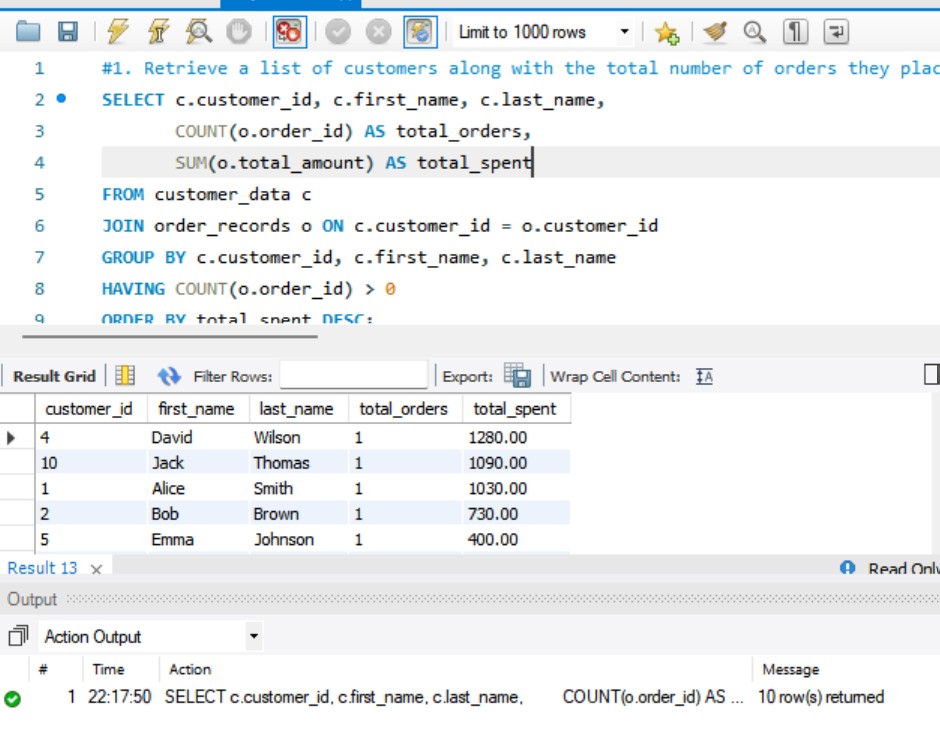 Limit to 1000 rows
1 #1. Retrieve a list of customers along with the total number of orders they plac
2 SELECT c.customer_id, c.first_name, c.last_name,
3 COUNT(o.order_id) AS total_orders,
4 SUM(o.total_amount) AS total_spent
5 FROM customer_data c
6 JOIN order_records o ON c.customer_id = o.customer_id
7 GROUP BY c.customer_id, c.first_name, c.last_name
8 HAVING COUNT(o.order_id) > 0
9 ORDER BY total_spent DESC;
Result Grid Filter Rows: Export: Wrap Cell Content: IA
customer_id first_name last_name total_orders total_spent
4 David Wilson 1 1280.00
10 Jack Thomas 1 1090.00
1 Alice Smith 1 1030.00
2 Bob Brown 1 730.00
5 Emma Johnson 1 400.00
Result 13 × Read Only
Output
Action Output
# Time Action Message
1 22:17:50 SELECT c.customer_id, c.first_name, c.last_name, COUNT(o.order_id) AS ... 10 row(s) returned